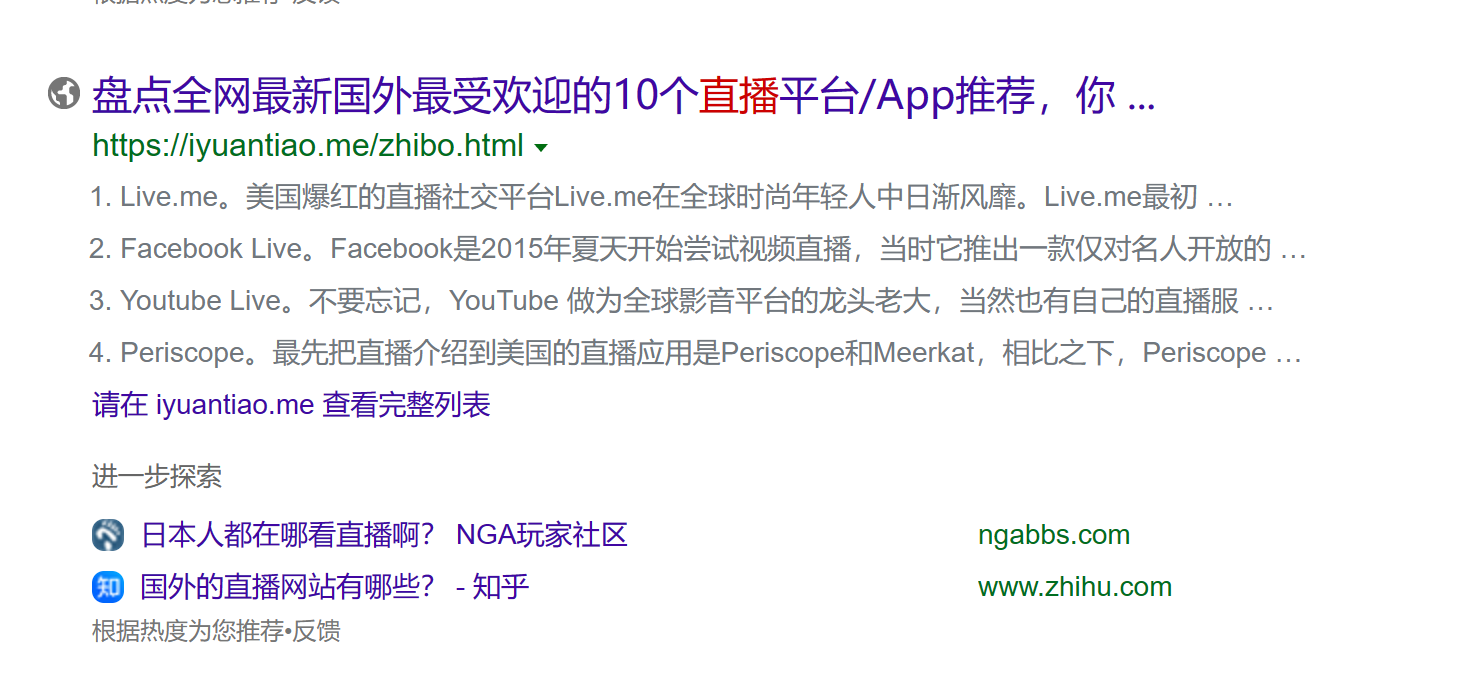 根据热度为您推荐•反馈
盘点全网最新国外最受欢迎的10个直播平台/App推荐，你 ...
https://iyuantiao.me/zhibo.html
1. Live.me。美国爆红的直播社交平台Live.me在全球时尚年轻人中日渐风靡。Live.me最初 …
2. Facebook Live。Facebook是2015年夏天开始尝试视频直播，当时它推出一款仅对名人开放的 …
3. Youtube Live。不要忘记，YouTube 做为全球影音平台的龙头老大，当然也有自己的直播服 …
4. Periscope。最先把直播介绍到美国的直播应用是Periscope和Meerkat，相比之下，Periscope …
请在 iyuantiao.me 查看完整列表
进一步探索
日本人都在哪看直播啊？ NGA玩家社区 ngabbs.com
知 国外的直播网站有哪些？ - 知乎 www.zhihu.com
根据热度为您推荐•反馈